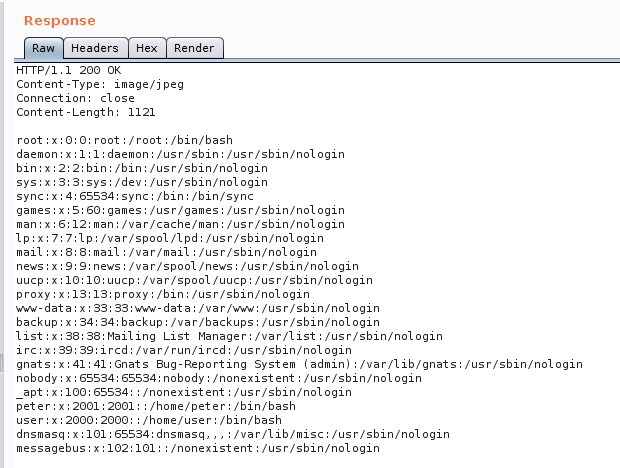 Response
Raw Headers Hex Render
HTTP/1.1 200 OK
Content-Type: image/jpeg
Connection: close
Content-Length: 1121
root:x:0:0:root:/root:/bin/bash
daemon:x:1:1:daemon:/usr/sbin:/usr/sbin/nologin
bin:x:2:2:bin:/bin:/usr/sbin/nologin
sys:x:3:3:sys:/dev:/usr/sbin/nologin
sync:x:4:65534:sync:/bin:/bin/sync
games:x:5:60:games:/usr/games:/usr/sbin/nologin
man:x:6:12:man:/var/cache/man:/usr/sbin/nologin
lp:x:7:7:lp:/var/spool/lpd:/usr/sbin/nologin
mail:x:8:8:mail:/var/mail:/usr/sbin/nologin
news:x:9:9:news:/var/spool/news:/usr/sbin/nologin
uucp:x:10:10:uucp:/var/spool/uucp:/usr/sbin/nologin
proxy:x:13:13:proxy:/bin:/usr/sbin/nologin
www-data:x:33:33:www-data:/var/www:/usr/sbin/nologin
backup:x:34:34:backup:/var/backups:/usr/sbin/nologin
list:x:38:38:Mailing List Manager:/var/list:/usr/sbin/nologin
irc:x:39:39:ircd:/var/run/ircd:/usr/sbin/nologin
gnats:x:41:41:Gnats Bug-Reporting System (admin):/var/lib/gnats:/usr/sbin/nologin
nobody:x:65534:65534:nobody:/nonexistent:/usr/sbin/nologin
_apt:x:100:65534::/nonexistent:/usr/sbin/nologin
peter:x:2001:2001::/home/peter:/bin/bash
user:x:2000:2000::/home/user:/bin/bash
dnsmasq:x:101:65534:dnsmasq,,,:/var/lib/misc:/usr/sbin/nologin
messagebus:x:102:101::/nonexistent:/usr/sbin/nologin